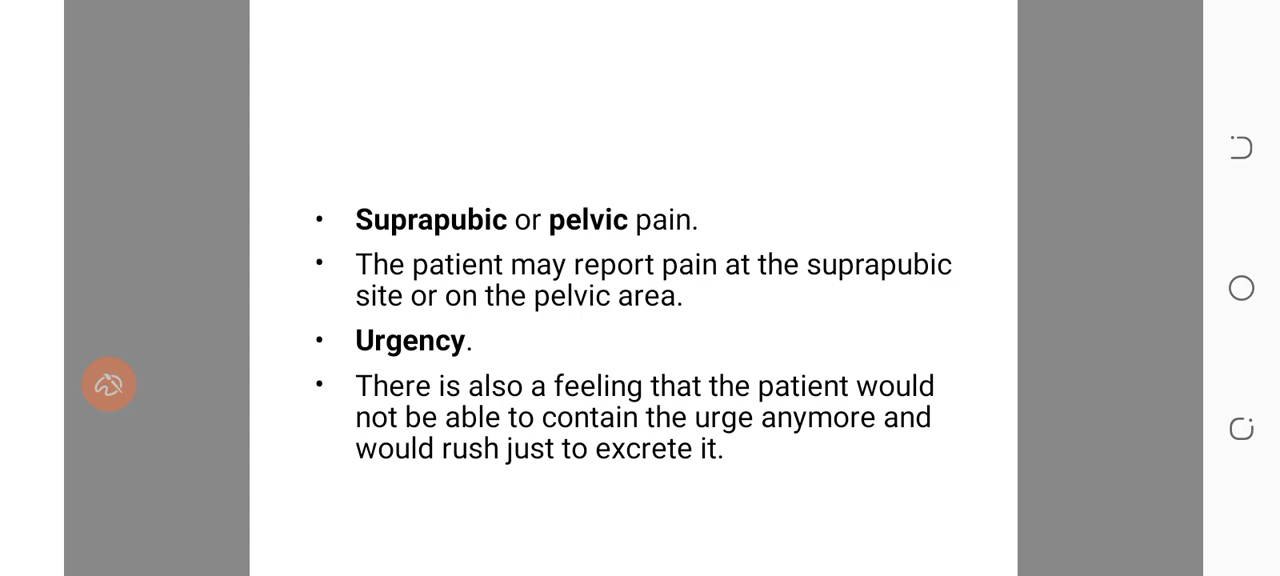 • Suprapubic or pelvic pain.
• The patient may report pain at the suprapubic
site or on the pelvic area.
• Urgency.
• There is also a feeling that the patient would
not be able to contain the urge anymore and
would rush just to excrete it.